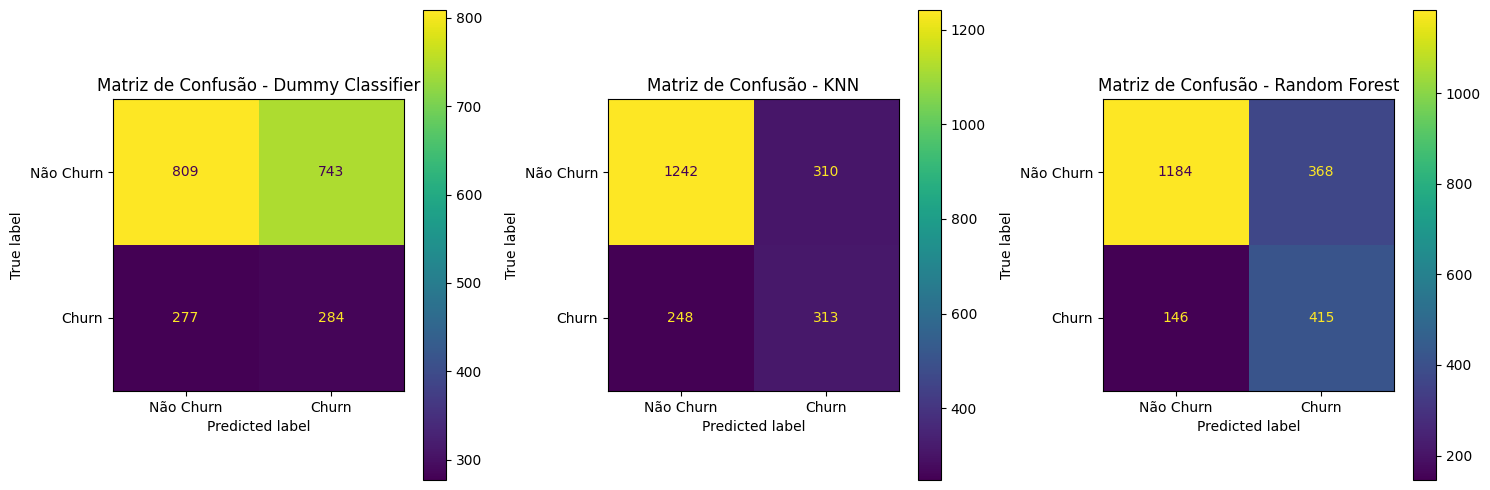 Matriz de Confusão - Dummy Classifier
True label
Não Churn
809
743
Churn
277
284
Não Churn
Churn
Predicted label
800
700
600
500
400
300
Matriz de Confusão - KNN
True label
Não Churn
1242
310
Churn
248
313
Não Churn
Churn
Predicted label
1200
1000
800
600
400
Matriz de Confusão - Random Forest
True label
Não Churn
1184
368
Churn
146
415
Não Churn
Churn
Predicted label
1000
800
600
400
200